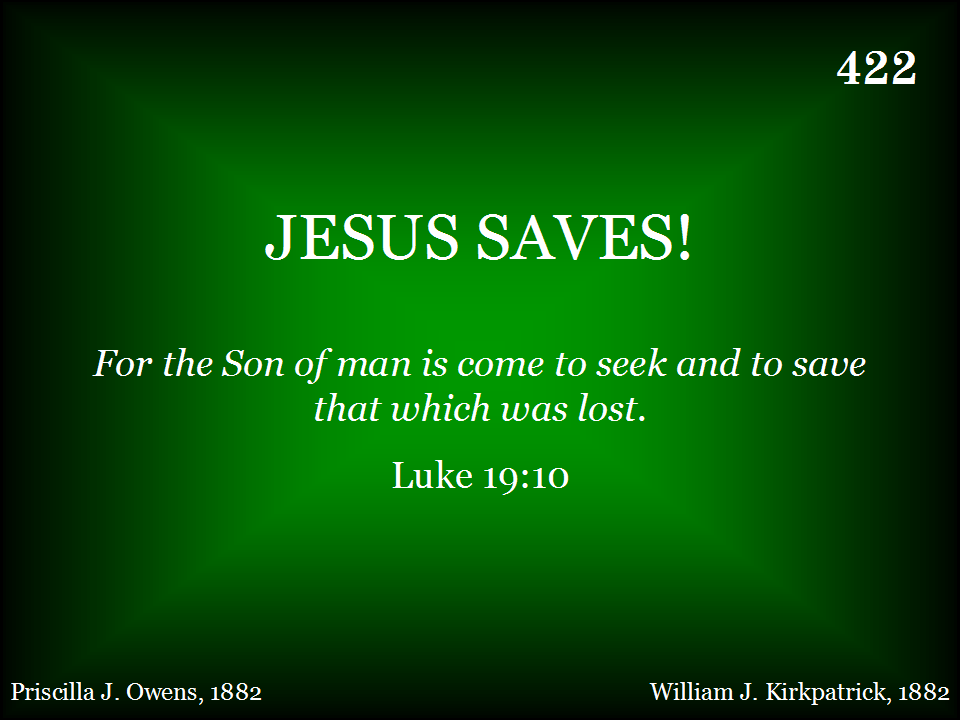 422
JESUS SAVES!
For the Son of man is come to seek and to save
that which was lost.
Luke 19:10
Priscilla J. Owens, 1882
William J. Kirkpatrick, 1882